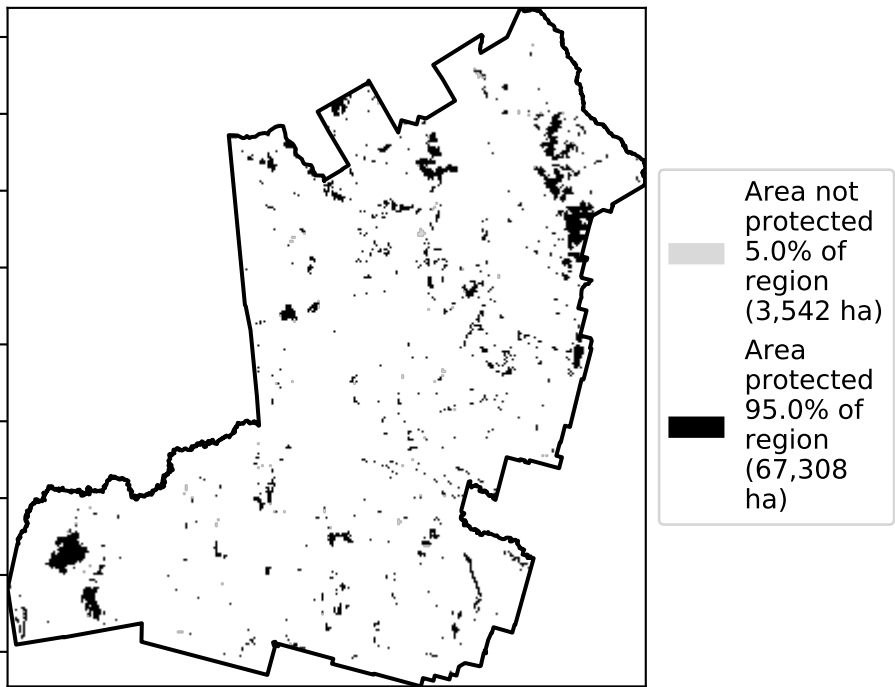 Area not
protected
5.0% of
region
(3,542 ha)
Area
protected
95.0% of
region
(67,308
ha)